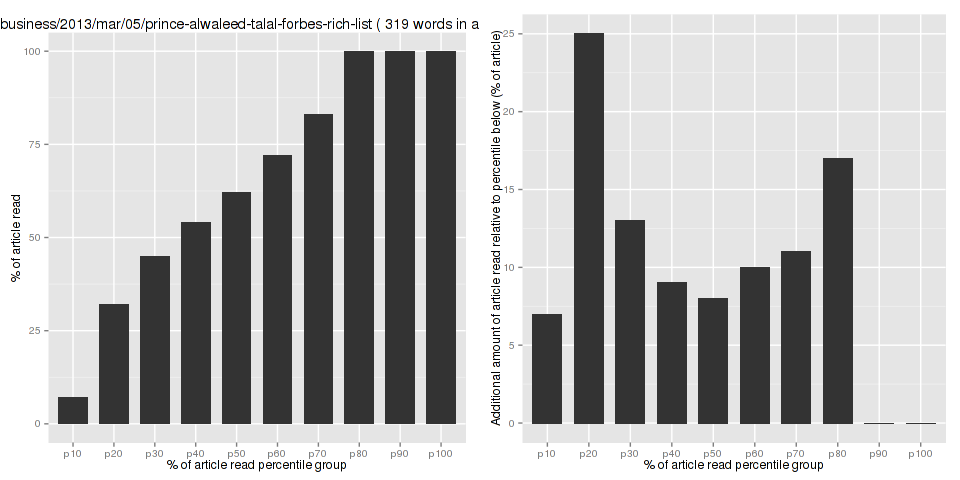 business/2013/mar/05/prince-alwaleed-talal-forbes-rich-list ( 319 words in a
% of article read
100
75
50
25
0
p10 p20 p30 p40 p50 p60 p70 p80 p90 p100
% of article read percentile group
Additional amount of article read relative to percentile below (% of article)
25
20
15
10
5
0
p10 p20 p30 p40 p50 p60 p70 p80 p90 p100
% of article read percentile group